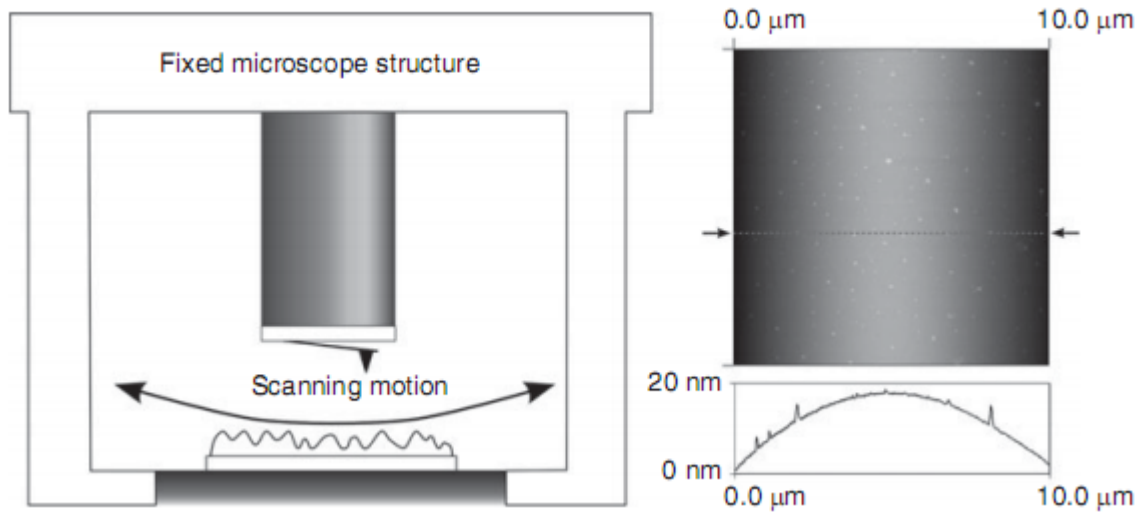 Fixed microscope structure
Scanning motion
0.0 μm 10.0 μm
20 nm
0 nm
0.0 μm 10.0 μm